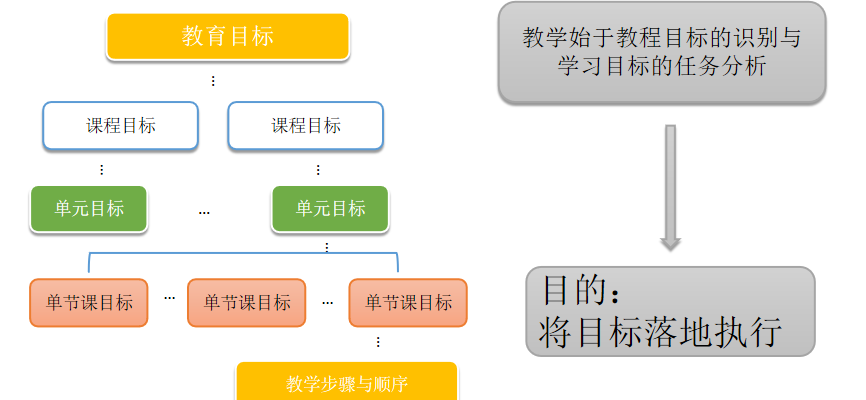 教育目标
课程目标
课程目标
单元目标
...
单元目标
单节课目标
...
单节课目标
...
单节课目标
教学步骤与顺序
教学始于教程目标的识别与
学习目标的任务分析
目的：
将目标落地执行